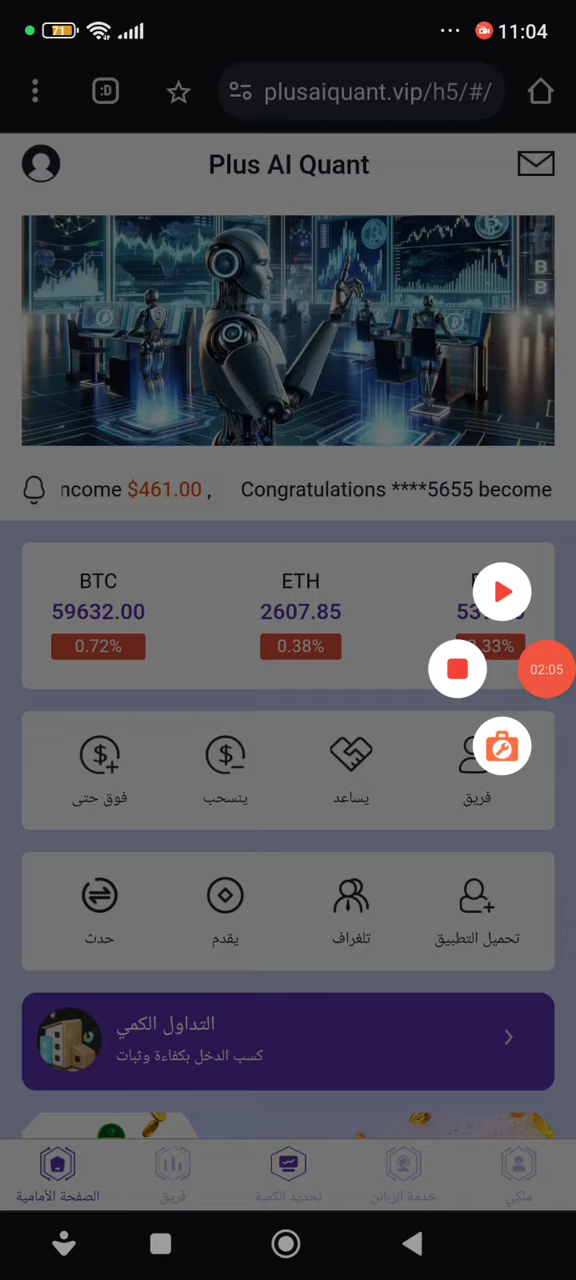 71
11:04
:D
plusaiquant.vip/h5/#/
Plus AI Quant
ncome $461.00 , Congratulations ****5655 become
BTC
ETH
59632.00
2607.85
0.72%
0.38%
02:05
فوق حتى
ينسحب
يساعد
فريق
حدث
يقدم
تلغراف
تحميل التطبيق
التداول الكمي
كسب الدخل بكفاءة وثبات
الصفحة الأمامية
فريق
تحديد الكمية
خدمة الزبائن
ملكي